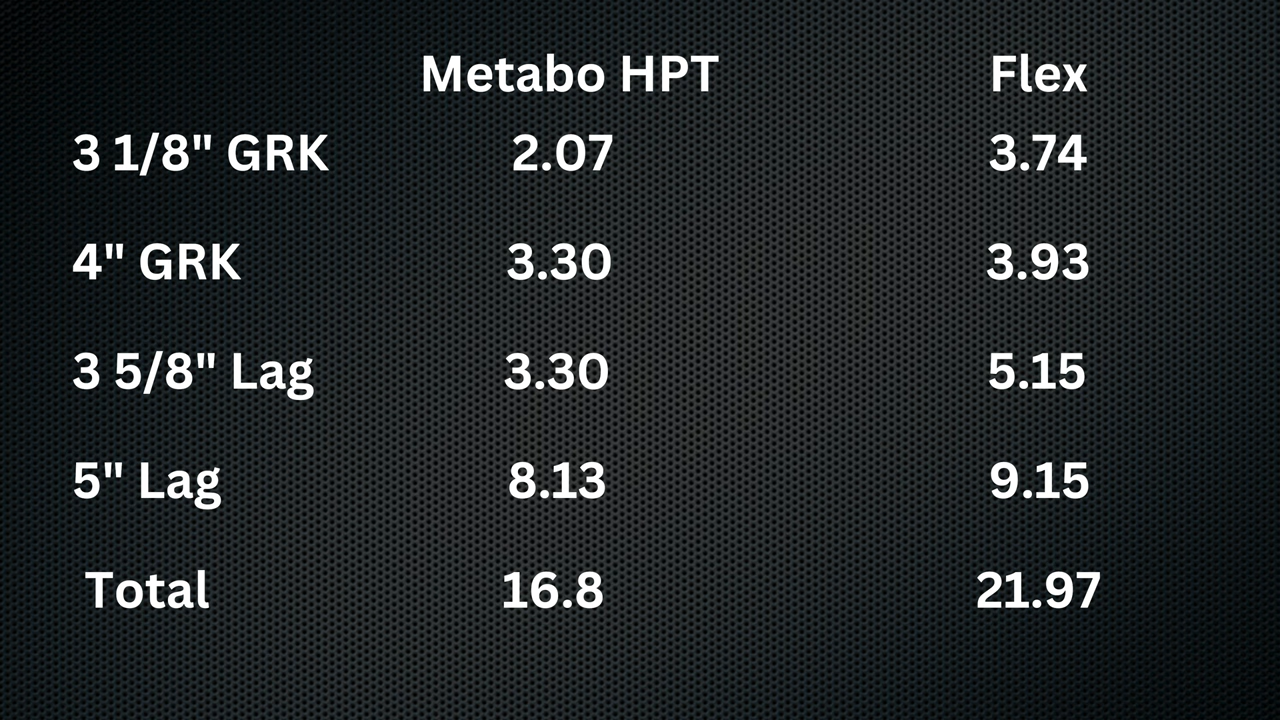 Metabo HPT Flex
3 1/8" GRK 2.07 3.74
4" GRK 3.30 3.93
3 5/8" Lag 3.30 5.15
5" Lag 8.13 9.15
Total 16.8 21.97